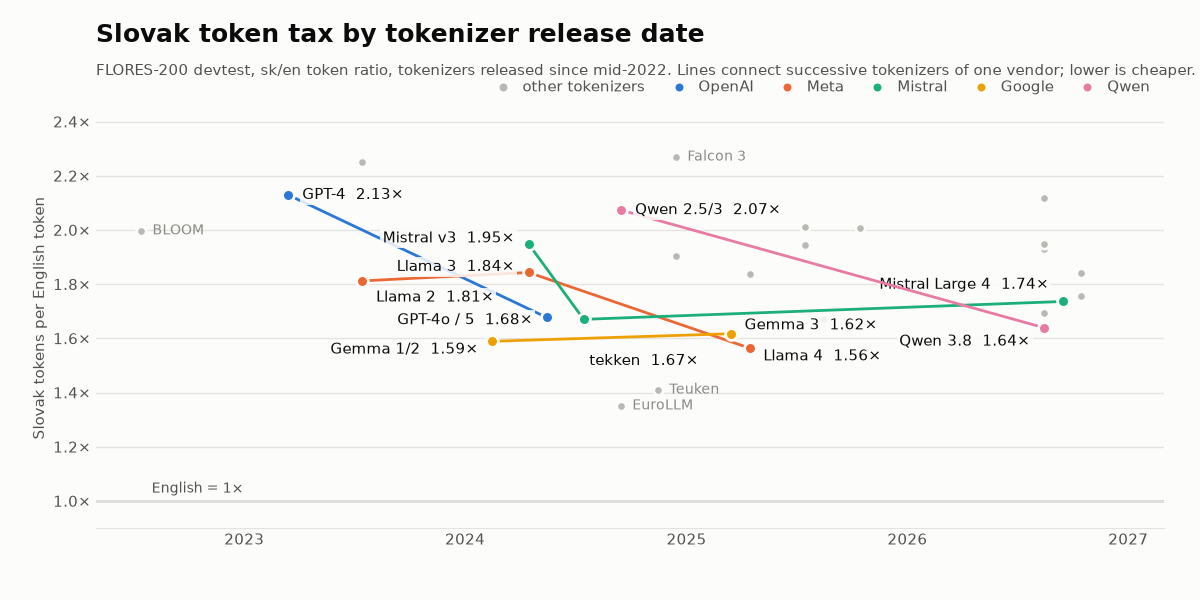 Slovak token tax by tokenizer release date
FLORES-200 devtest, sk/en token ratio, tokenizers released since mid-2022. Lines connect successive tokenizers of one vendor; lower is cheaper.
other tokenizers OpenAI Meta Mistral Google Qwen
Slovak tokens per English token
2.4×
2.2×
2.0×
1.8×
1.6×
1.4×
1.2×
1.0×
Falcon 3
GPT-4 2.13×
Qwen 2.5/3 2.07×
BLOOM
Mistral v3 1.95×
Llama 3 1.84×
Mistral Large 4 1.74×
Llama 2 1.81×
GPT-4o / 5 1.68×
Gemma 3 1.62×
Qwen 3.8 1.64×
Gemma 1/2 1.59×
Llama 4 1.56×
tekken 1.67×
Teuken
EuroLLM
English = 1×
2023 2024 2025 2026 2027